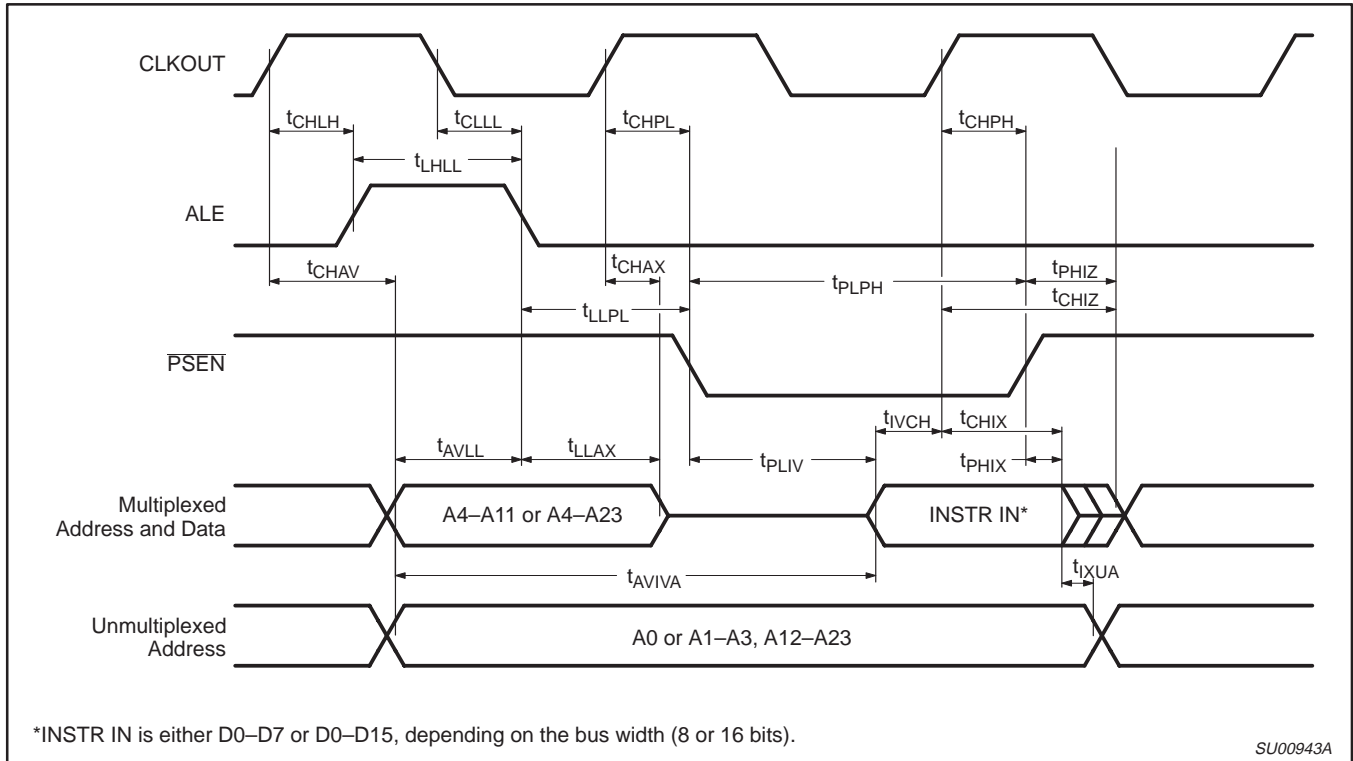 CLKOUT
tCHLH
tCLLL
tCHPL
tCHPH
tLHLL
ALE
tCHAV
tCHAX
tPLPH
tPHIZ
tCHIZ
tLLPL
PSEN
tIVCH
tCHIX
tAVLL
tLLAX
tPLIV
tPHIX
Multiplexed
Address and Data
A4–A11 or A4–A23
INSTR IN*
tAVIVA
tIXUA
Unmultiplexed
Address
A0 or A1–A3, A12–A23
*INSTR IN is either D0–D7 or D0–D15, depending on the bus width (8 or 16 bits).
SU00943A